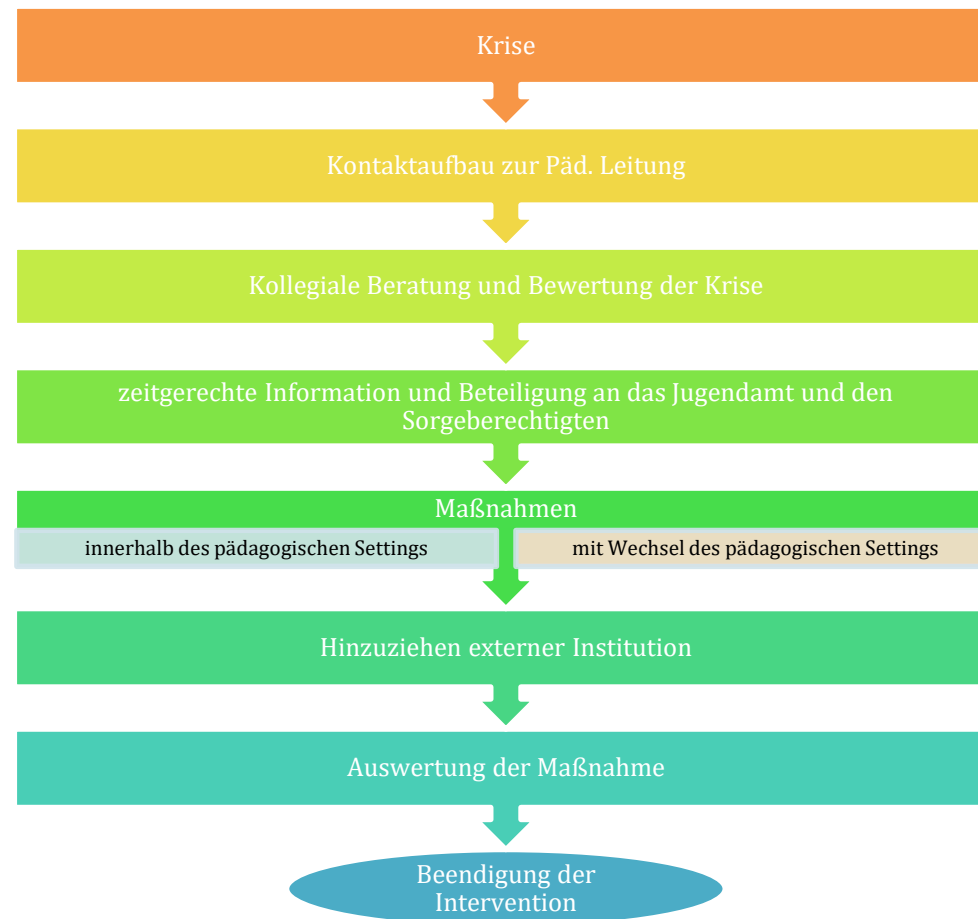 Krise
Kontaktaufbau zur Päd. Leitung
Kollegiale Beratung und Bewertung der Krise
zeitgerechte Information und Beteiligung an das Jugendamt und den
Sorgeberechtigten
Maßnahmen
innerhalb des pädagogischen Settings
mit Wechsel des pädagogischen Settings
Hinzuziehen externer Institution
Auswertung der Maßnahme
Beendigung der
Intervention